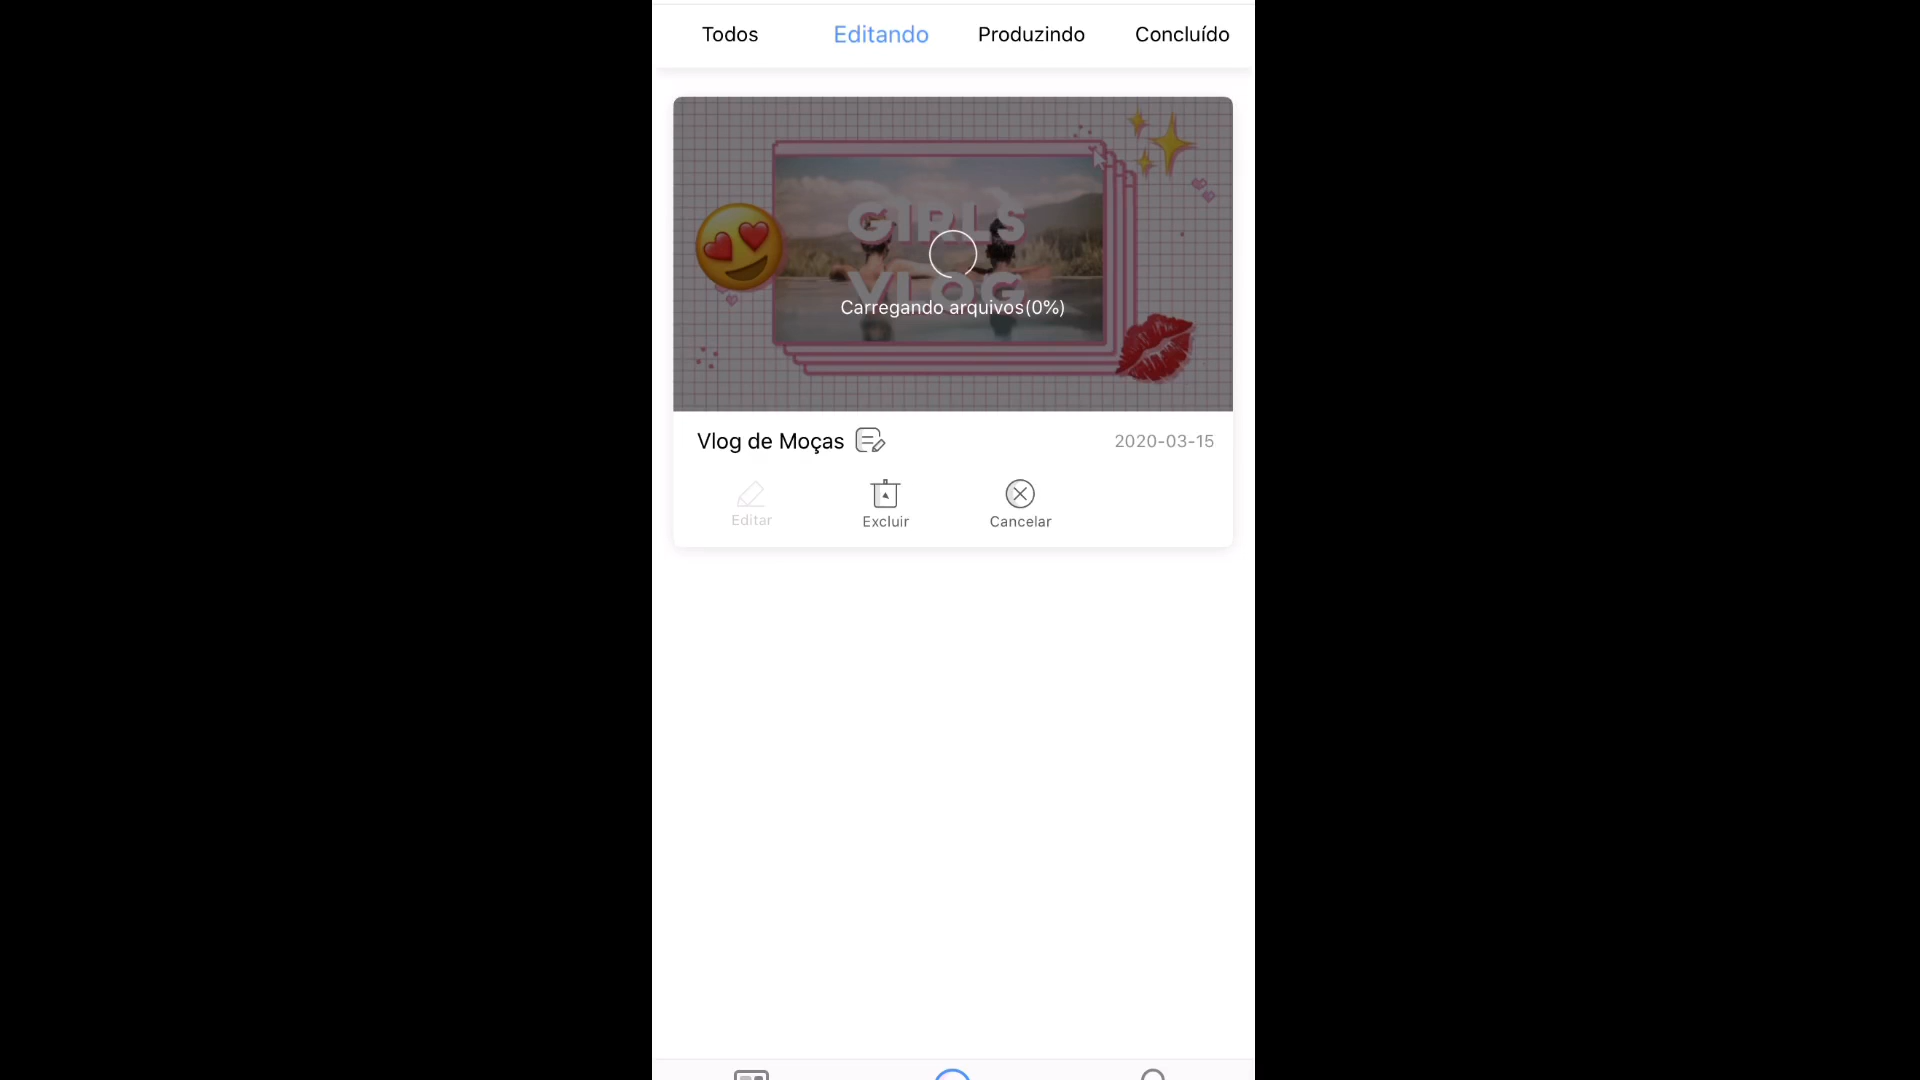 Todos Editando Produzindo Concluído
GIRLS
VLOG
Carregando arquivos(0%)
Vlog de Moças 2020-03-15
Editar Excluir Cancelar